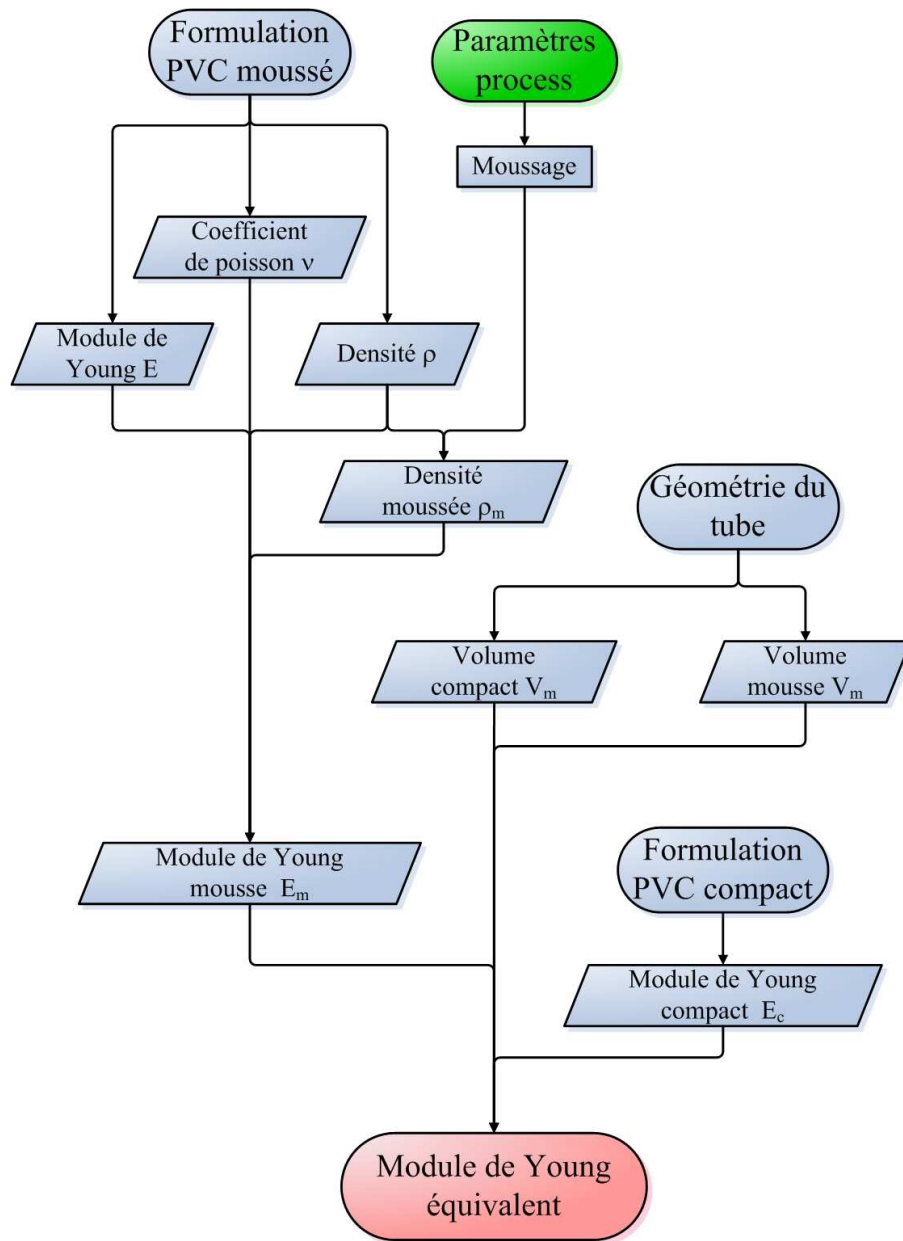 Formulation
PVC moussé
Paramètres
process
Moussage
Coefficient
de poisson ν
Module de
Young E
Densité ρ
Densité
moussée ρₘ
Géométrie du
tube
Volume
compact Vₘ
Volume
mousse Vₘ
Module de Young
mousse Eₘ
Formulation
PVC compact
Module de Young
compact E_c
Module de Young
équivalent